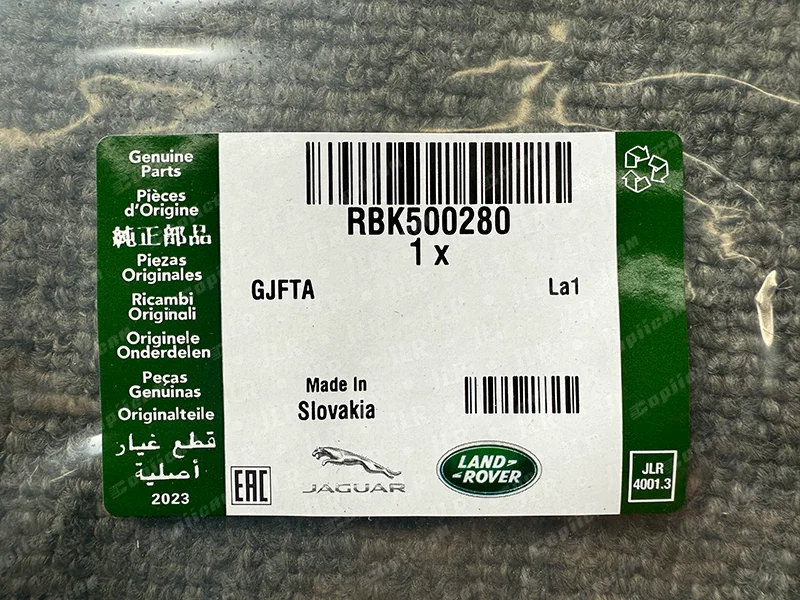 Genuine
Parts
Pièces
d'Origine
純正部品
Piezas
Originales
Ricambi
Originali
Originele
Onderdelen
Peças
Genuinas
Originalteile
قطع غيار
أصلية
2023
RBK500280
1 x
GJFTA
La1
Made In
Slovakia
EAC
JAGUAR
LAND-
-ROVER
JLR
4001.3